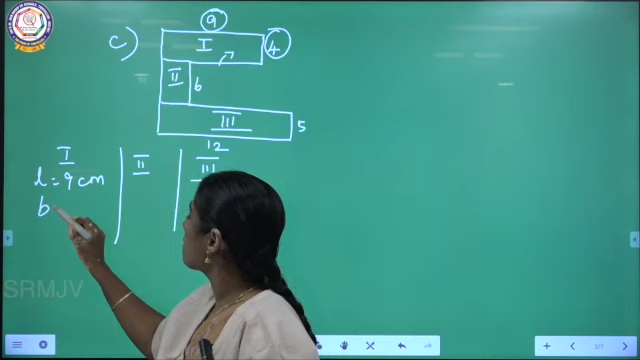 9
c) I 4
II 6
III 5
12
I II III
l = 9 cm
b
SRMJV